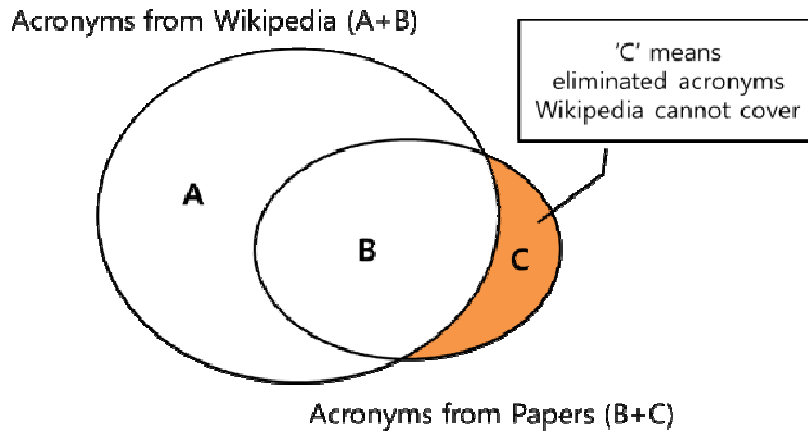 Acronyms from Wikipedia (A+B)
'C' means
eliminated acronyms
Wikipedia cannot cover
A
B
C
Acronyms from Papers (B+C)